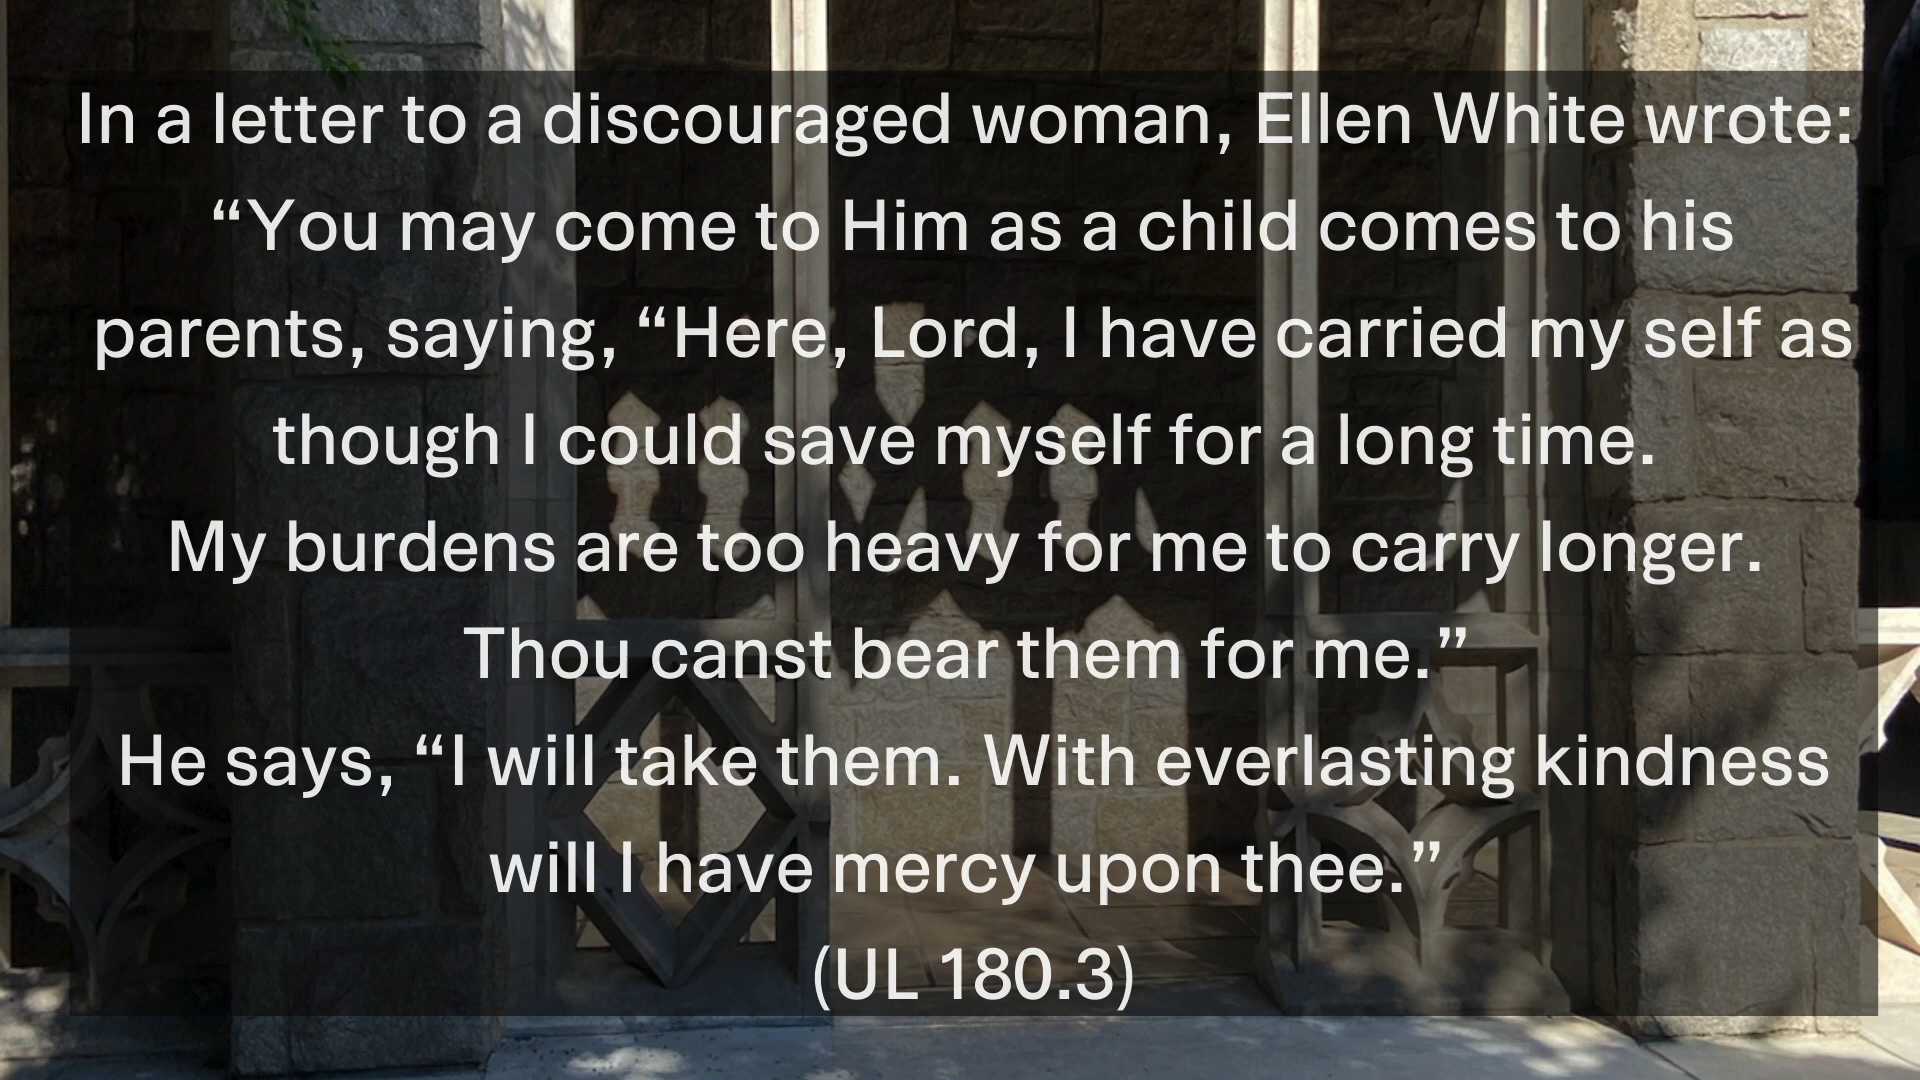 In a letter to a discouraged woman, Ellen White wrote:
“You may come to Him as a child comes to his
parents, saying, “Here, Lord, I have carried my self as
though I could save myself for a long time.
My burdens are too heavy for me to carry longer.
Thou canst bear them for me.”
He says, “I will take them. With everlasting kindness
will I have mercy upon thee.”
(UL 180.3)